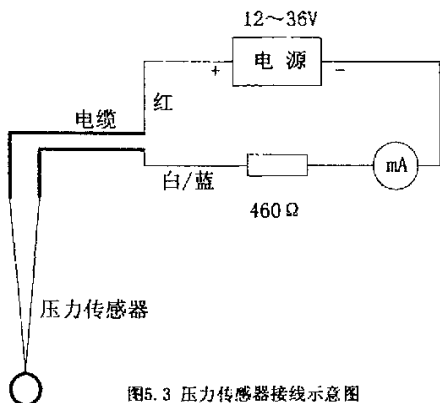 12～36V
+ 电 源 -
红
电缆
白/蓝
mA
460Ω
压力传感器
图5.3 压力传感器接线示意图